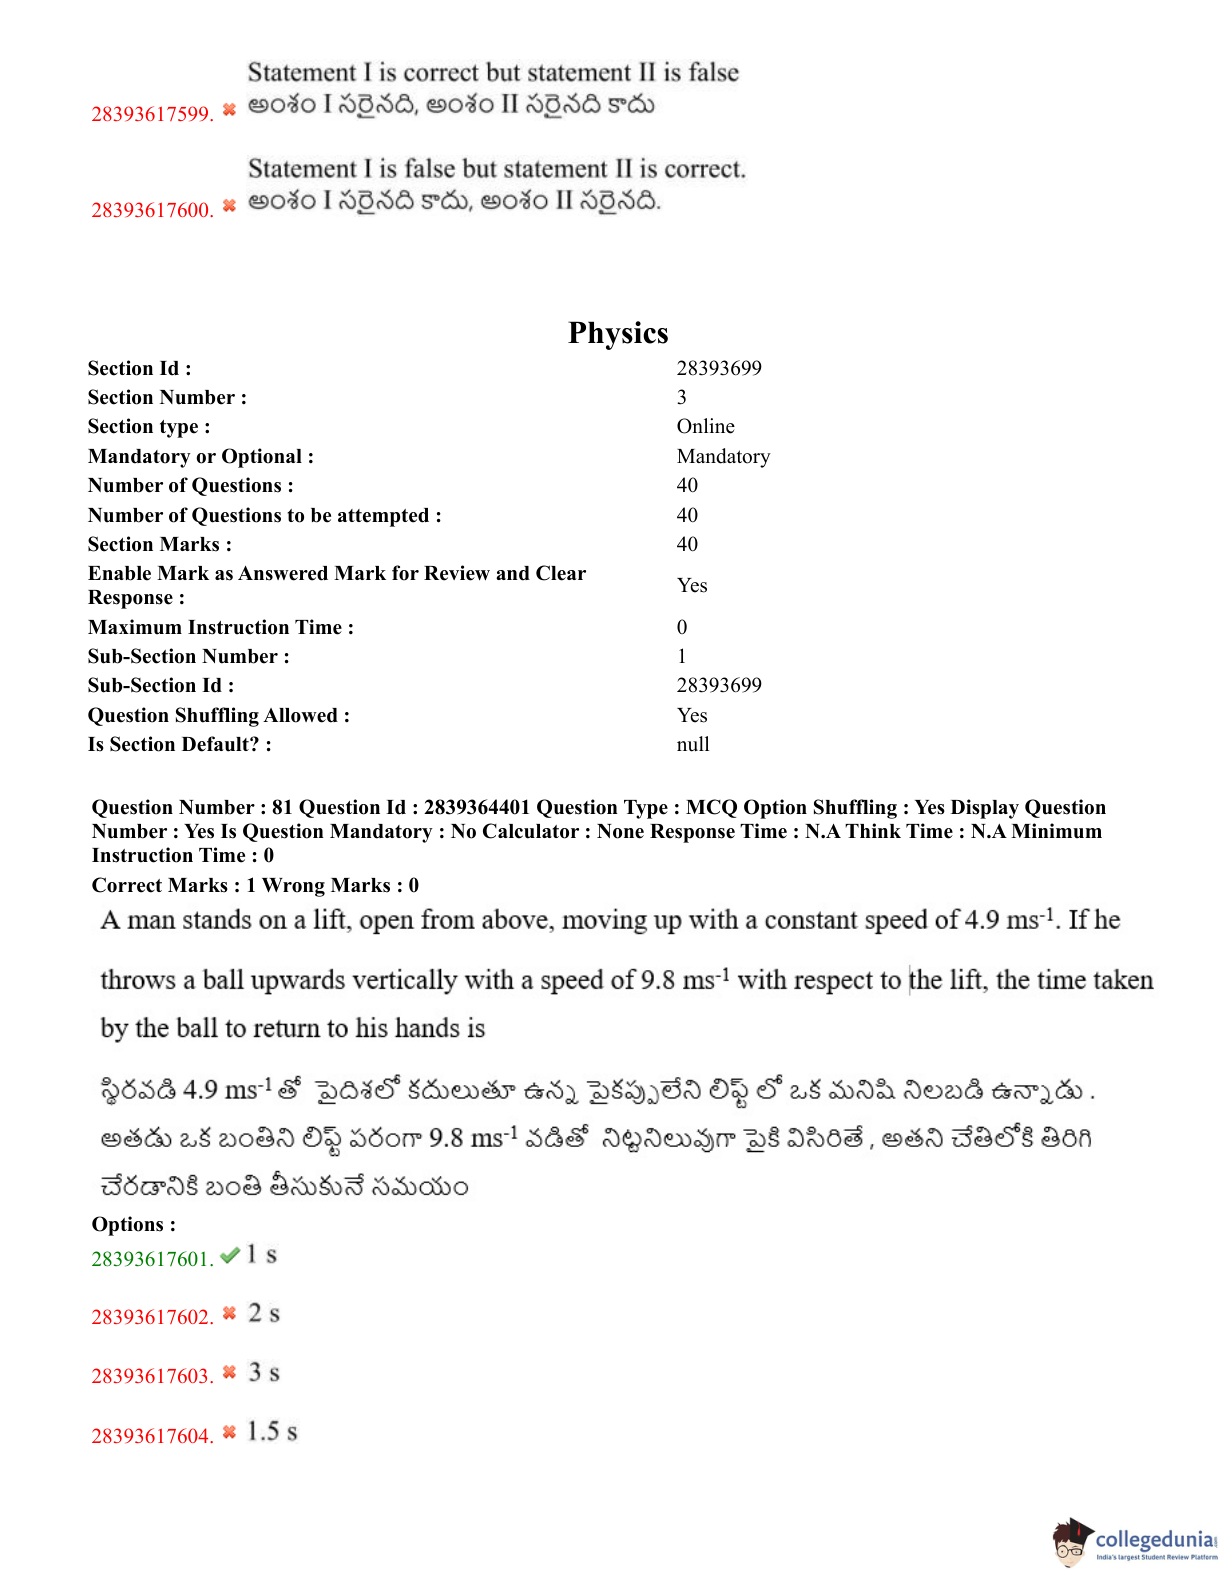 Statement I is correct but statement II is false
28393617599. అంశం I సరైనది, అంశం II సరైనది కాదు
Statement I is false but statement II is correct.
28393617600. అంశం I సరైనది కాదు, అంశం II సరైనది.
Physics
Section Id : 28393699
Section Number : 3
Section type : Online
Mandatory or Optional : Mandatory
Number of Questions : 40
Number of Questions to be attempted : 40
Section Marks : 40
Enable Mark as Answered Mark for Review and Clear
Response : Yes
Maximum Instruction Time : 0
Sub-Section Number : 1
Sub-Section Id : 28393699
Question Shuffling Allowed : Yes
Is Section Default? : null
Question Number : 81 Question Id : 2839364401 Question Type : MCQ Option Shuffling : Yes Display Question
Number : Yes Is Question Mandatory : No Calculator : None Response Time : N.A Think Time : N.A Minimum
Instruction Time : 0
Correct Marks : 1 Wrong Marks : 0
A man stands on a lift, open from above, moving up with a constant speed of 4.9 ms⁻¹. If he
throws a ball upwards vertically with a speed of 9.8 ms⁻¹ with respect to the lift, the time taken
by the ball to return to his hands is
స్థిరవడి 4.9 ms⁻¹ తో పైదిశలో కదులుతూ ఉన్న పైకప్పులేని లిఫ్ట్ లో ఒక మనిషి నిలబడి ఉన్నాడు .
అతడు ఒక బంతిని లిఫ్ట్ పరంగా 9.8 ms⁻¹ వడితో నిట్టనిలువుగా పైకి విసిరితే , అతని చేతిలోకి తిరిగి
చేరడానికి బంతి తీసుకునే సమయం
Options :
28393617601. 1 s
28393617602. 2 s
28393617603. 3 s
28393617604. 1.5 s
collegedunia
India's largest Student Review Platform